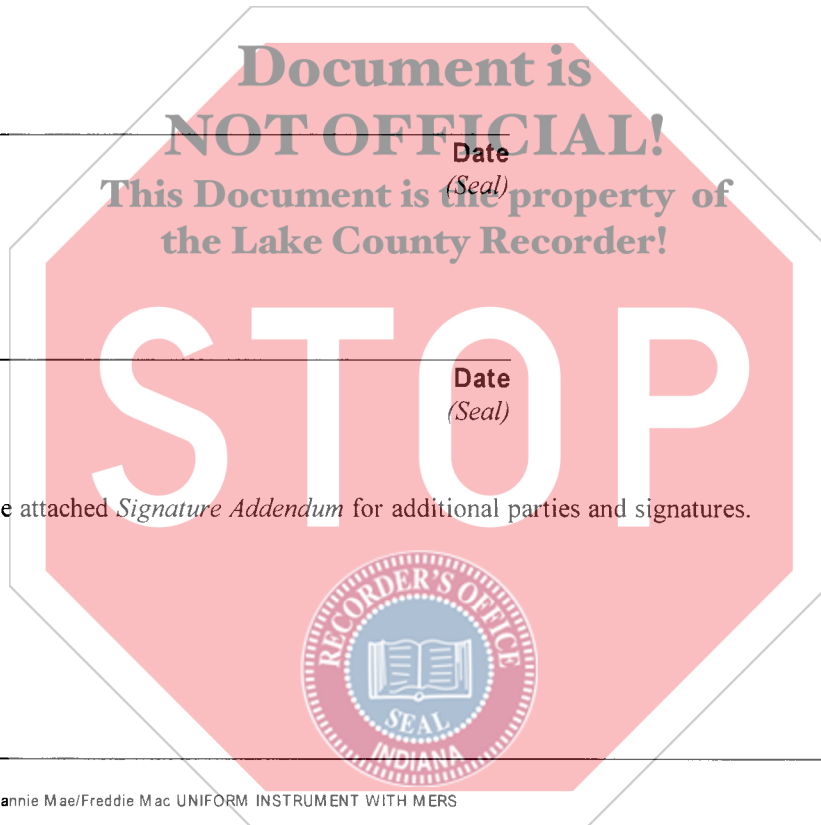 Document is
NOT OFFICIAL!
Date
(Seal)
This Document is the property of
the Lake County Recorder!
STOP
Date
(Seal)
e attached Signature Addendum for additional parties and signatures.
RECORDER'S OFFICE
SEAL
INDIANA
annie Mae/Freddie Mac UNIFORM INSTRUMENT WITH MERS